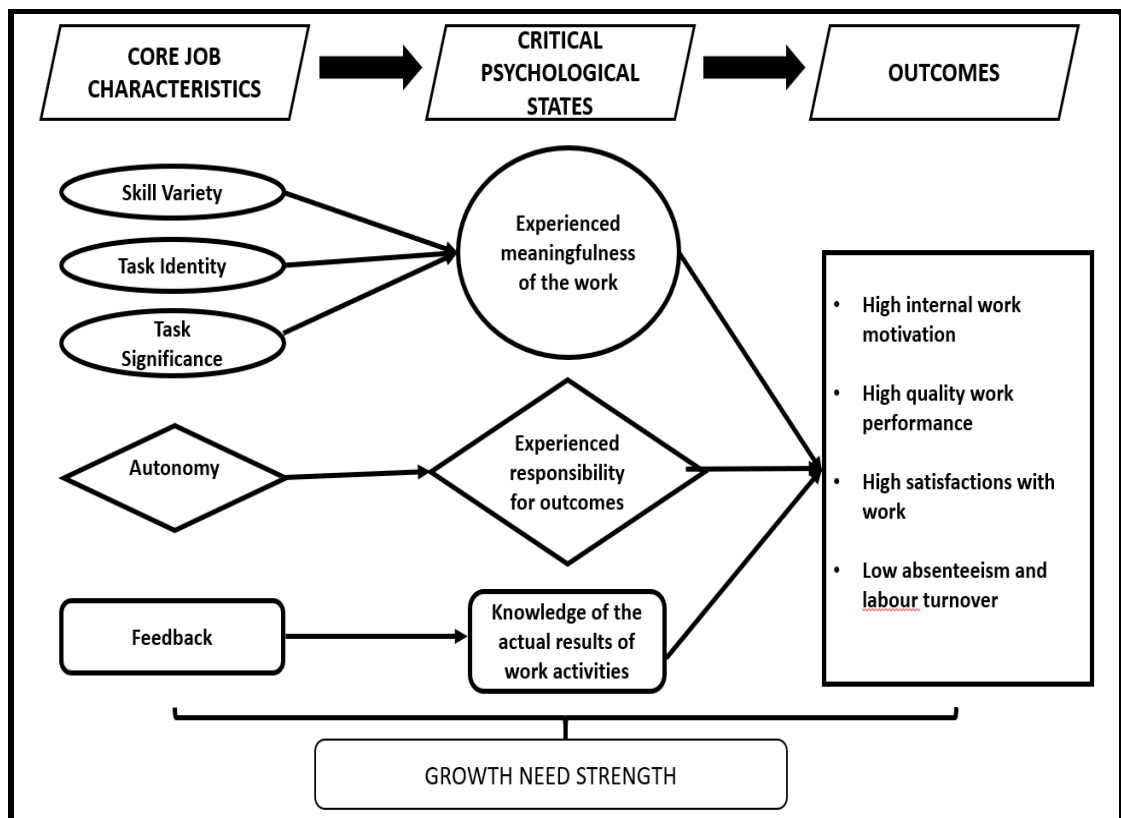 CORE JOB
CHARACTERISTICS
CRITICAL
PSYCHOLOGICAL
STATES
OUTCOMES
Skill Variety
Task Identity
Task
Significance
Experienced
meaningfulness
of the work
Autonomy
Experienced
responsibility
for outcomes
Feedback
Knowledge of the
actual results of
work activities
• High internal work
motivation
• High quality work
performance
• High satisfactions with
work
• Low absenteeism and
labour turnover
GROWTH NEED STRENGTH